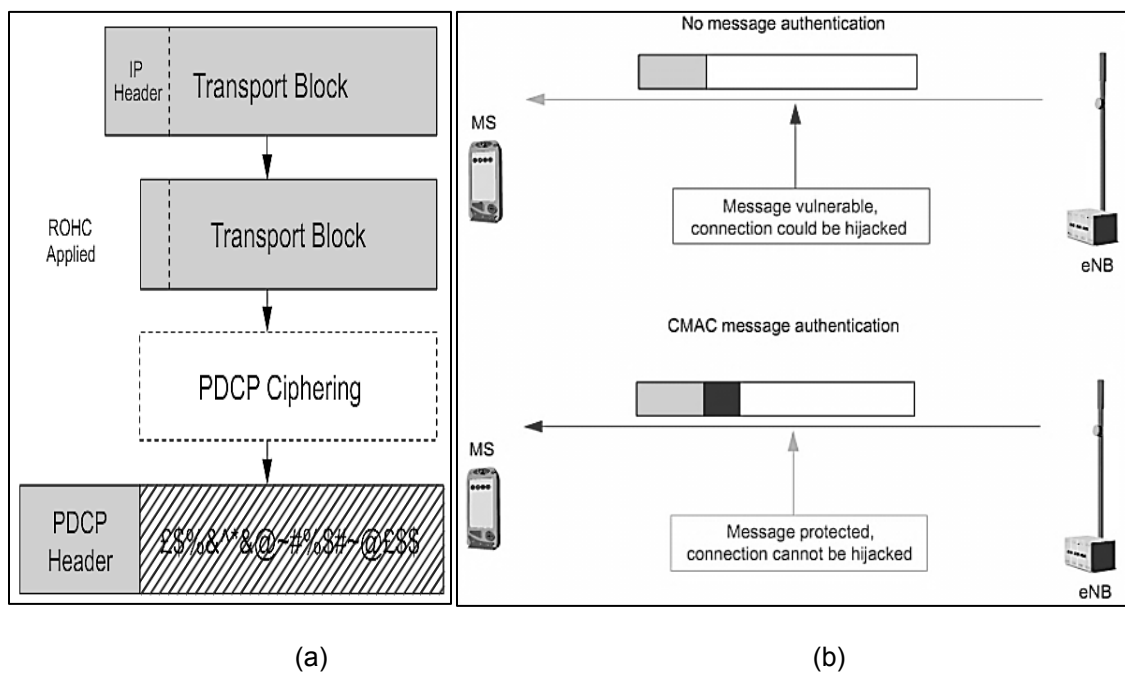 IP
Header
Transport Block
ROHC
Applied
Transport Block
PDCP Ciphering
PDCP
Header
£$%&^*&@~#%$#~@£8$
(a)
No message authentication
MS
Message vulnerable,
connection could be hijacked
eNB
CMAC message authentication
MS
Message protected,
connection cannot be hijacked
eNB
(b)